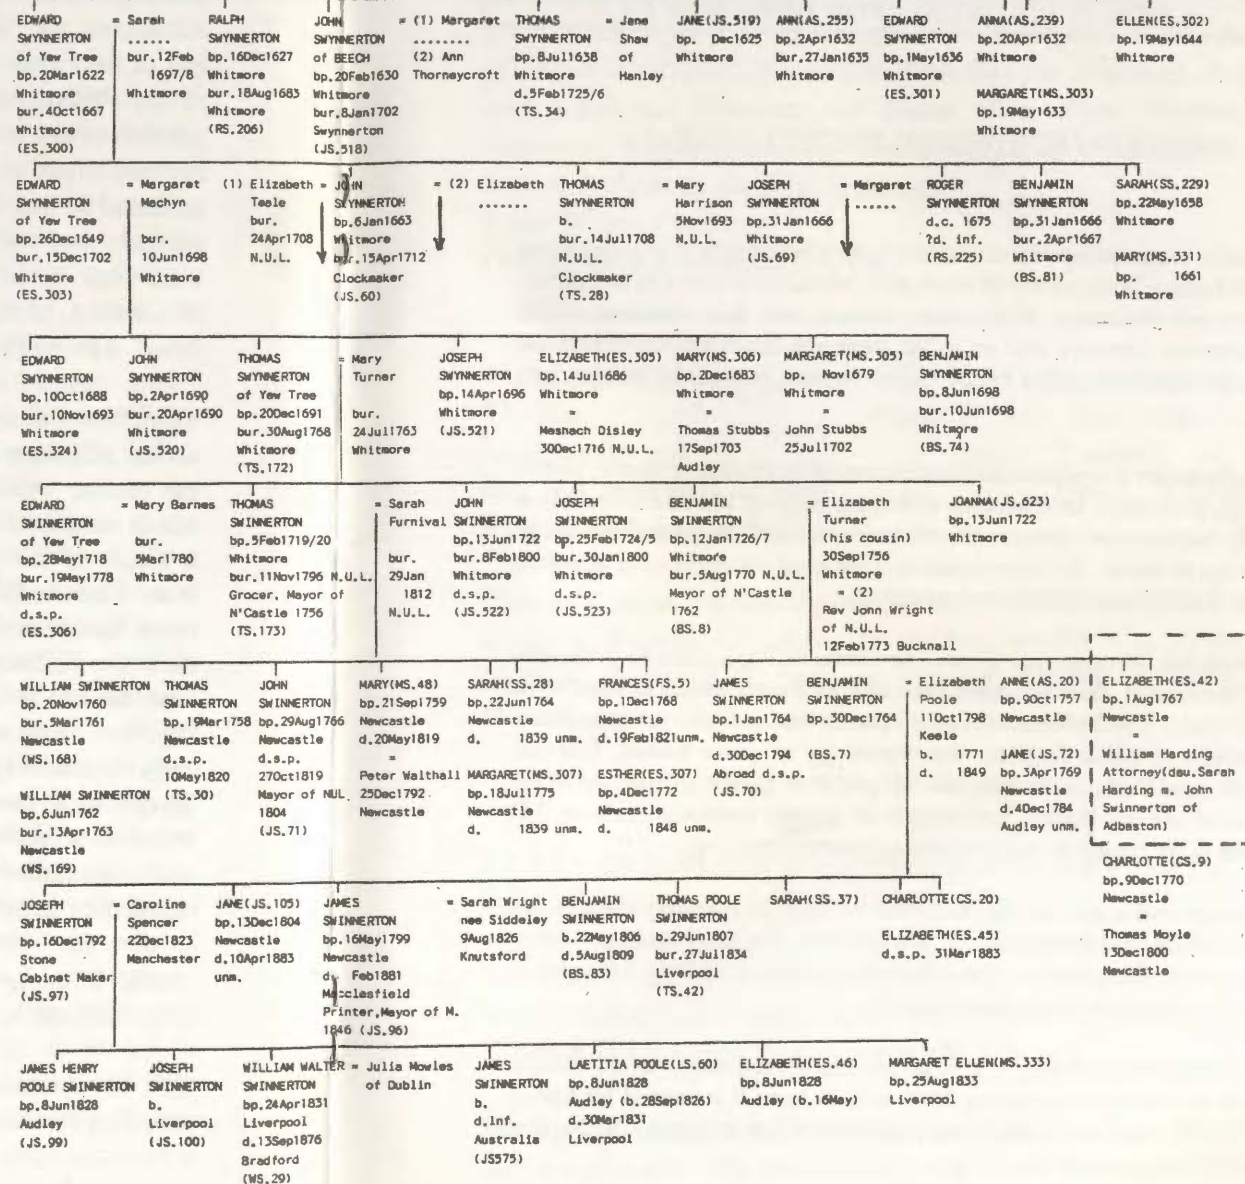 EDWARD
SWYNNERTON
of Yew Tree
bp.20Mar1622
Whitmore
bur.4Oct1667
Whitmore
(ES.300)
= Sarah
......
bur.12Feb
1697/8
Whitmore
RALPH
SWYNNERTON
bp.16Dec1627
Whitmore
bur.18Aug1683
Whitmore
(RS.206)
JOHN
SWYNNERTON
of BEECH
bp.20Feb1630
Whitmore
bur.8Jan1702
Swynnerton
(JS.518)
= (1) Margaret
........
(2) Ann
Thorneycroft
THOMAS
SWYNNERTON
bp.8Jul1638
Whitmore
d.5Feb1725/6
(TS.34)
= Jane
Shaw
of
Hanley
JANE(JS.519)
bp. Dec1625
Whitmore
ANN(AS.255)
bp.2Apr1632
bur.27Jan1635
Whitmore
EDWARD
SWYNNERTON
bp.1May1636
Whitmore
(ES.301)
ANNA(AS.239)
bp.20Apr1632
Whitmore
MARGARET(MS.303)
bp.19May1633
Whitmore
ELLEN(ES.302)
bp.19May1644
Whitmore
EDWARD
SWYNNERTON
of Yew Tree
bp.26Dec1649
bur.15Dec1702
Whitmore
(ES.303)
= Margaret
Machyn
bur.
10Jun1698
Whitmore
(1) Elizabeth =
Teale
bur.
24Apr1708
N.U.L.
JOHN
SWYNNERTON
bp.6Jan1663
Whitmore
bur.15Apr1712
Clockmaker
(JS.60)
= (2) Elizabeth
.......
THOMAS
SWYNNERTON
b.
bur.14Jul1708
N.U.L.
Clockmaker
(TS.28)
= Mary
Harrison
5Nov1693
N.U.L.
JOSEPH
SWYNNERTON
bp.31Jan1666
Whitmore
(JS.69)
= Margaret
......
ROGER
SWYNNERTON
d.c. 1675
?d. inf.
(RS.225)
BENJAMIN
SWYNNERTON
bp.31Jan1666
bur.2Apr1667
Whitmore
(BS.81)
SARAH(SS.229)
bp.22May1658
Whitmore
MARY(MS.331)
bp. 1661
Whitmore
EDWARD
SWYNNERTON
bp.10Oct1688
bur.10Nov1693
Whitmore
(ES.324)
JOHN
SWYNNERTON
bp.2Apr1690
bur.20Apr1690
Whitmore
(JS.520)
THOMAS
SWYNNERTON
of Yew Tree
bp.20Dec1691
bur.30Aug1768
Whitmore
(TS.172)
= Mary
Turner
bur.
24Jul1763
Whitmore
JOSEPH
SWYNNERTON
bp.14Apr1696
Whitmore
(JS.521)
ELIZABETH(ES.305)
bp.14Jul1686
Whitmore
=
Meshach Disley
30Dec1716 N.U.L.
MARY(MS.306)
bp.2Dec1683
Whitmore
=
Thomas Stubbs
17Sep1703
Audley
MARGARET(MS.305)
bp. Nov1679
Whitmore
=
John Stubbs
25Jul1702
BENJAMIN
SWYNNERTON
bp.8Jun1698
bur.10Jun1698
Whitmore
(BS.74)
EDWARD
SWINNERTON
of Yew Tree
bp.28May1718
bur.19May1778
Whitmore
d.s.p.
(ES.306)
= Mary Barnes
bur.
5Mar1780
Whitmore
THOMAS
SWINNERTON
bp.5Feb1719/20
Whitmore
bur.11Nov1796 N.U.L.
Grocer, Mayor of
N'Castle 1756
(TS.173)
= Sarah
Furnival
bur.
29Jan
1812
N.U.L.
JOHN
SWINNERTON
bp.13Jun1722
bur.8Feb1800
Whitmore
d.s.p.
(JS.522)
JOSEPH
SWINNERTON
bp.25Feb1724/5
bur.30Jan1800
Whitmore
d.s.p.
(JS.523)
BENJAMIN
SWINNERTON
bp.12Jan1726/7
Whitmore
bur.5Aug1770 N.U.L.
Mayor of N'Castle
1762
(BS.8)
= Elizabeth
Turner
(his cousin)
30Sep1756
Whitmore
= (2)
Rev John Wright
of N.U.L.
12Feb1773 Bucknall
JOANNA(JS.623)
bp.13Jun1722
Whitmore
WILLIAM SWINNERTON
bp.20Nov1760
bur.5Mar1761
Newcastle
(WS.168)
WILLIAM SWINNERTON
bp.6Jun1762
bur.13Apr1763
Newcastle
(WS.169)
THOMAS
SWINNERTON
bp.19Mar1758
Newcastle
d.s.p.
10May1820
(TS.30)
JOHN
SWINNERTON
bp.29Aug1766
Newcastle
d.s.p.
27Oct1819
Mayor of NUL
1804
(JS.71)
MARY(MS.48)
bp.21Sep1759
Newcastle
d.20May1819
=
Peter Walthall
25Dec1792
Newcastle
SARAH(SS.28)
bp.22Jun1764
Newcastle
d. 1839 unm.
MARGARET(MS.307)
bp.18Jul1775
Newcastle
d. 1839 unm.
FRANCES(FS.5)
bp.1Dec1768
Newcastle
d.19Feb1821unm.
ESTHER(ES.307)
bp.4Dec1772
Newcastle
d. 1848 unm.
JAMES
SWINNERTON
bp.1Jan1764
Newcastle
d.30Dec1794
Abroad d.s.p.
(JS.70)
BENJAMIN
SWINNERTON
bp.30Dec1764
(BS.7)
= Elizabeth
Poole
11Oct1798
Keele
b. 1771
d. 1849
ANNE(AS.20)
bp.9Oct1757
Newcastle
JANE(JS.72)
bp.3Apr1769
Newcastle
d.4Dec1784
Audley unm.
ELIZABETH(ES.42)
bp.1Aug1767
Newcastle
=
William Harding
Attorney(dau.Sarah
Harding m. John
Swinnerton of
Adbaston)
CHARLOTTE(CS.9)
bp.9Dec1770
Newcastle
=
Thomas Moyle
13Dec1800
Newcastle
JOSEPH
SWINNERTON
bp.16Dec1792
Stone
Cabinet Maker
(JS.97)
= Caroline
Spencer
22Dec1823
Manchester
JANE(JS.105)
bp.13Dec1804
Newcastle
d.10Apr1883
unm.
JAMES
SWINNERTON
bp.16May1799
Newcastle
d. Feb1881
Macclesfield
Printer,Mayor of M.
1846 (JS.96)
= Sarah Wright
nee Siddeley
9Aug1826
Knutsford
BENJAMIN
SWINNERTON
b.22May1806
d.5Aug1809
(BS.83)
THOMAS POOLE
SWINNERTON
b.29Jun1807
bur.27Jul1834
Liverpool
(TS.42)
SARAH(SS.37)
CHARLOTTE(CS.20)
ELIZABETH(ES.45)
d.s.p. 31Mar1883
JAMES HENRY
POOLE SWINNERTON
bp.8Jun1828
Audley
(JS.99)
JOSEPH
SWINNERTON
b.
Liverpool
(JS.100)
WILLIAM WALTER
SWINNERTON
bp.24Apr1831
Liverpool
d.13Sep1876
Bradford
(WS.29)
= Julia Mowles
of Dublin
JAMES
SWINNERTON
b.
d.inf.
Australia
(JS575)
LAETITIA POOLE(LS.60)
bp.8Jun1828
Audley (b.28Sep1826)
d.30Mar1831
Liverpool
ELIZABETH(ES.46)
bp.8Jun1828
Audley (b.16May)
MARGARET ELLEN(MS.333)
bp.25Aug1833
Liverpool